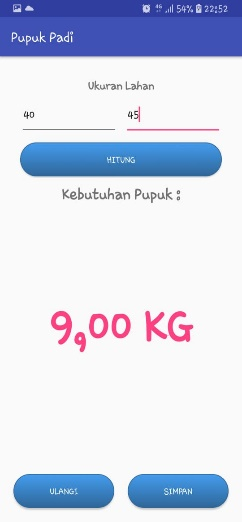 54% 22:52
Pupuk Padi
Ukuran Lahan
40 45
HITUNG
Kebutuhan Pupuk :
9,00 KG
ULANGI SIMPAN